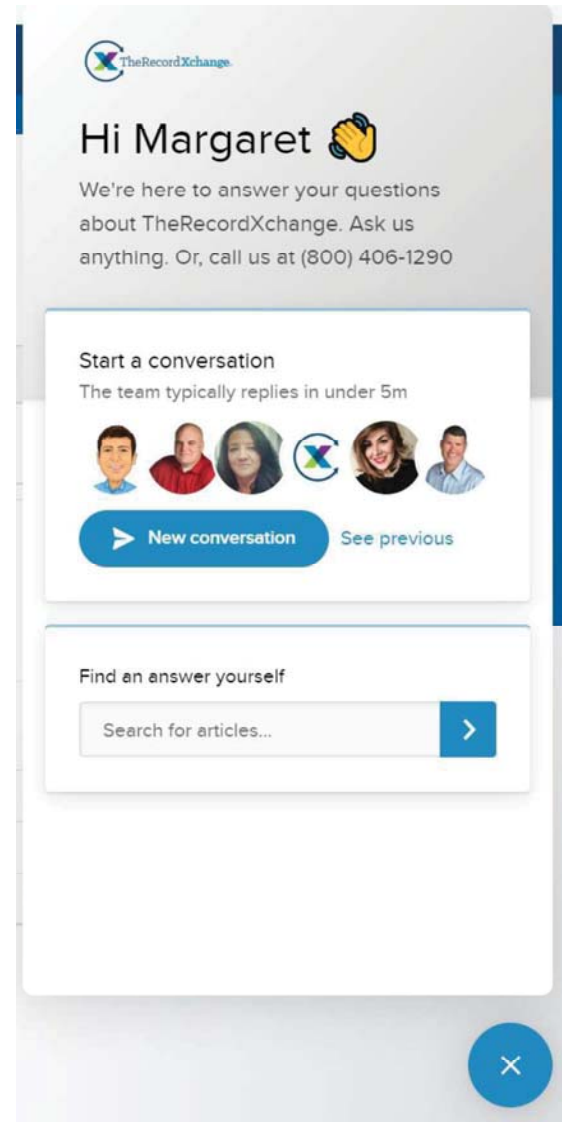 TheRecordXchange.
Hi Margaret 👋
We're here to answer your questions
about TheRecordXchange. Ask us
anything. Or, call us at (800) 406-1290
Start a conversation
The team typically replies in under 5m
New conversation
See previous
Find an answer yourself
Search for articles...